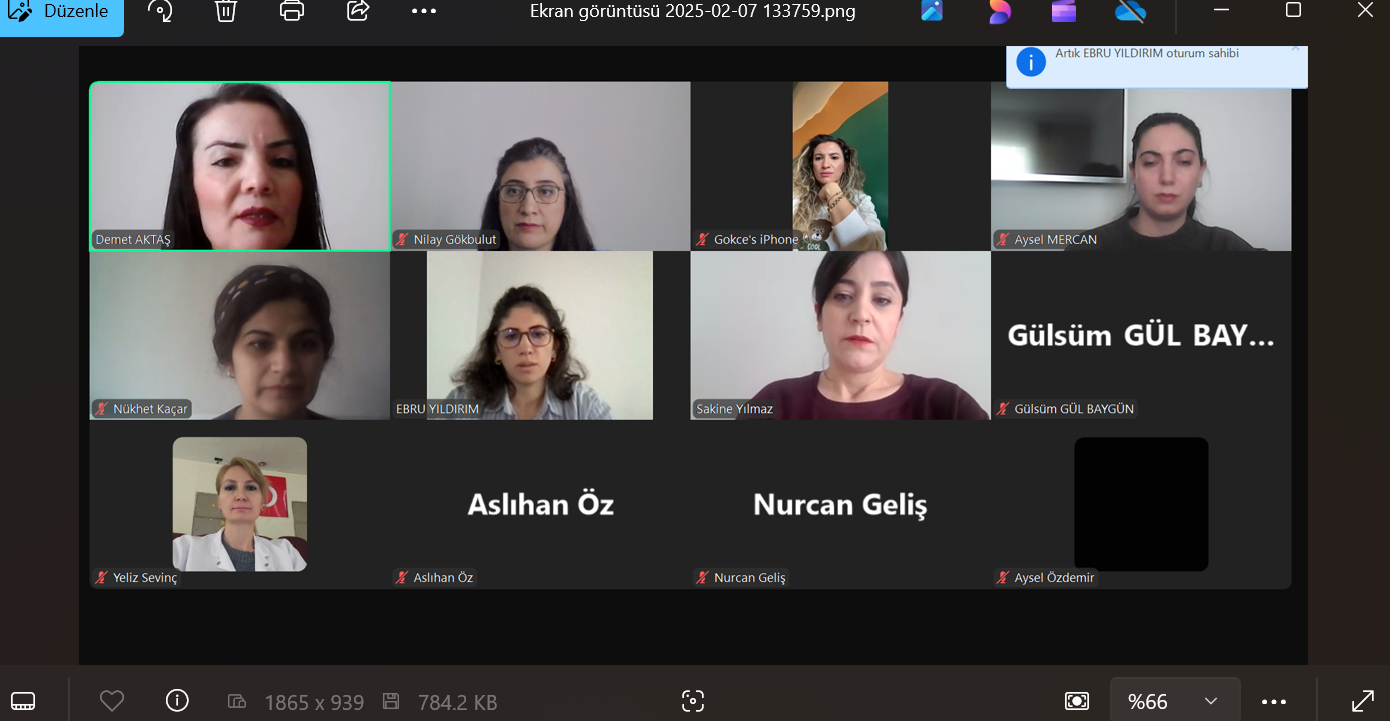 Düzenle
Ekran görüntüsü 2025-02-07 133759.png
Artık EBRU YILDIRIM oturum sahibi
Demet AKTAŞ
Nilay Gökbulut
Gokce's iPhone
Aysel MERCAN
COOL
Nükhet Kaçar
EBRU YILDIRIM
Sakine Yılmaz
Gülsüm GÜL BAY...
Gülsüm GÜL BAYGÜN
Yeliz Sevinç
Aslıhan Öz
Aslıhan Öz
Nurcan Geliş
Nurcan Geliş
Aysel Özdemir
1865 x 939
784.2 KB
%66